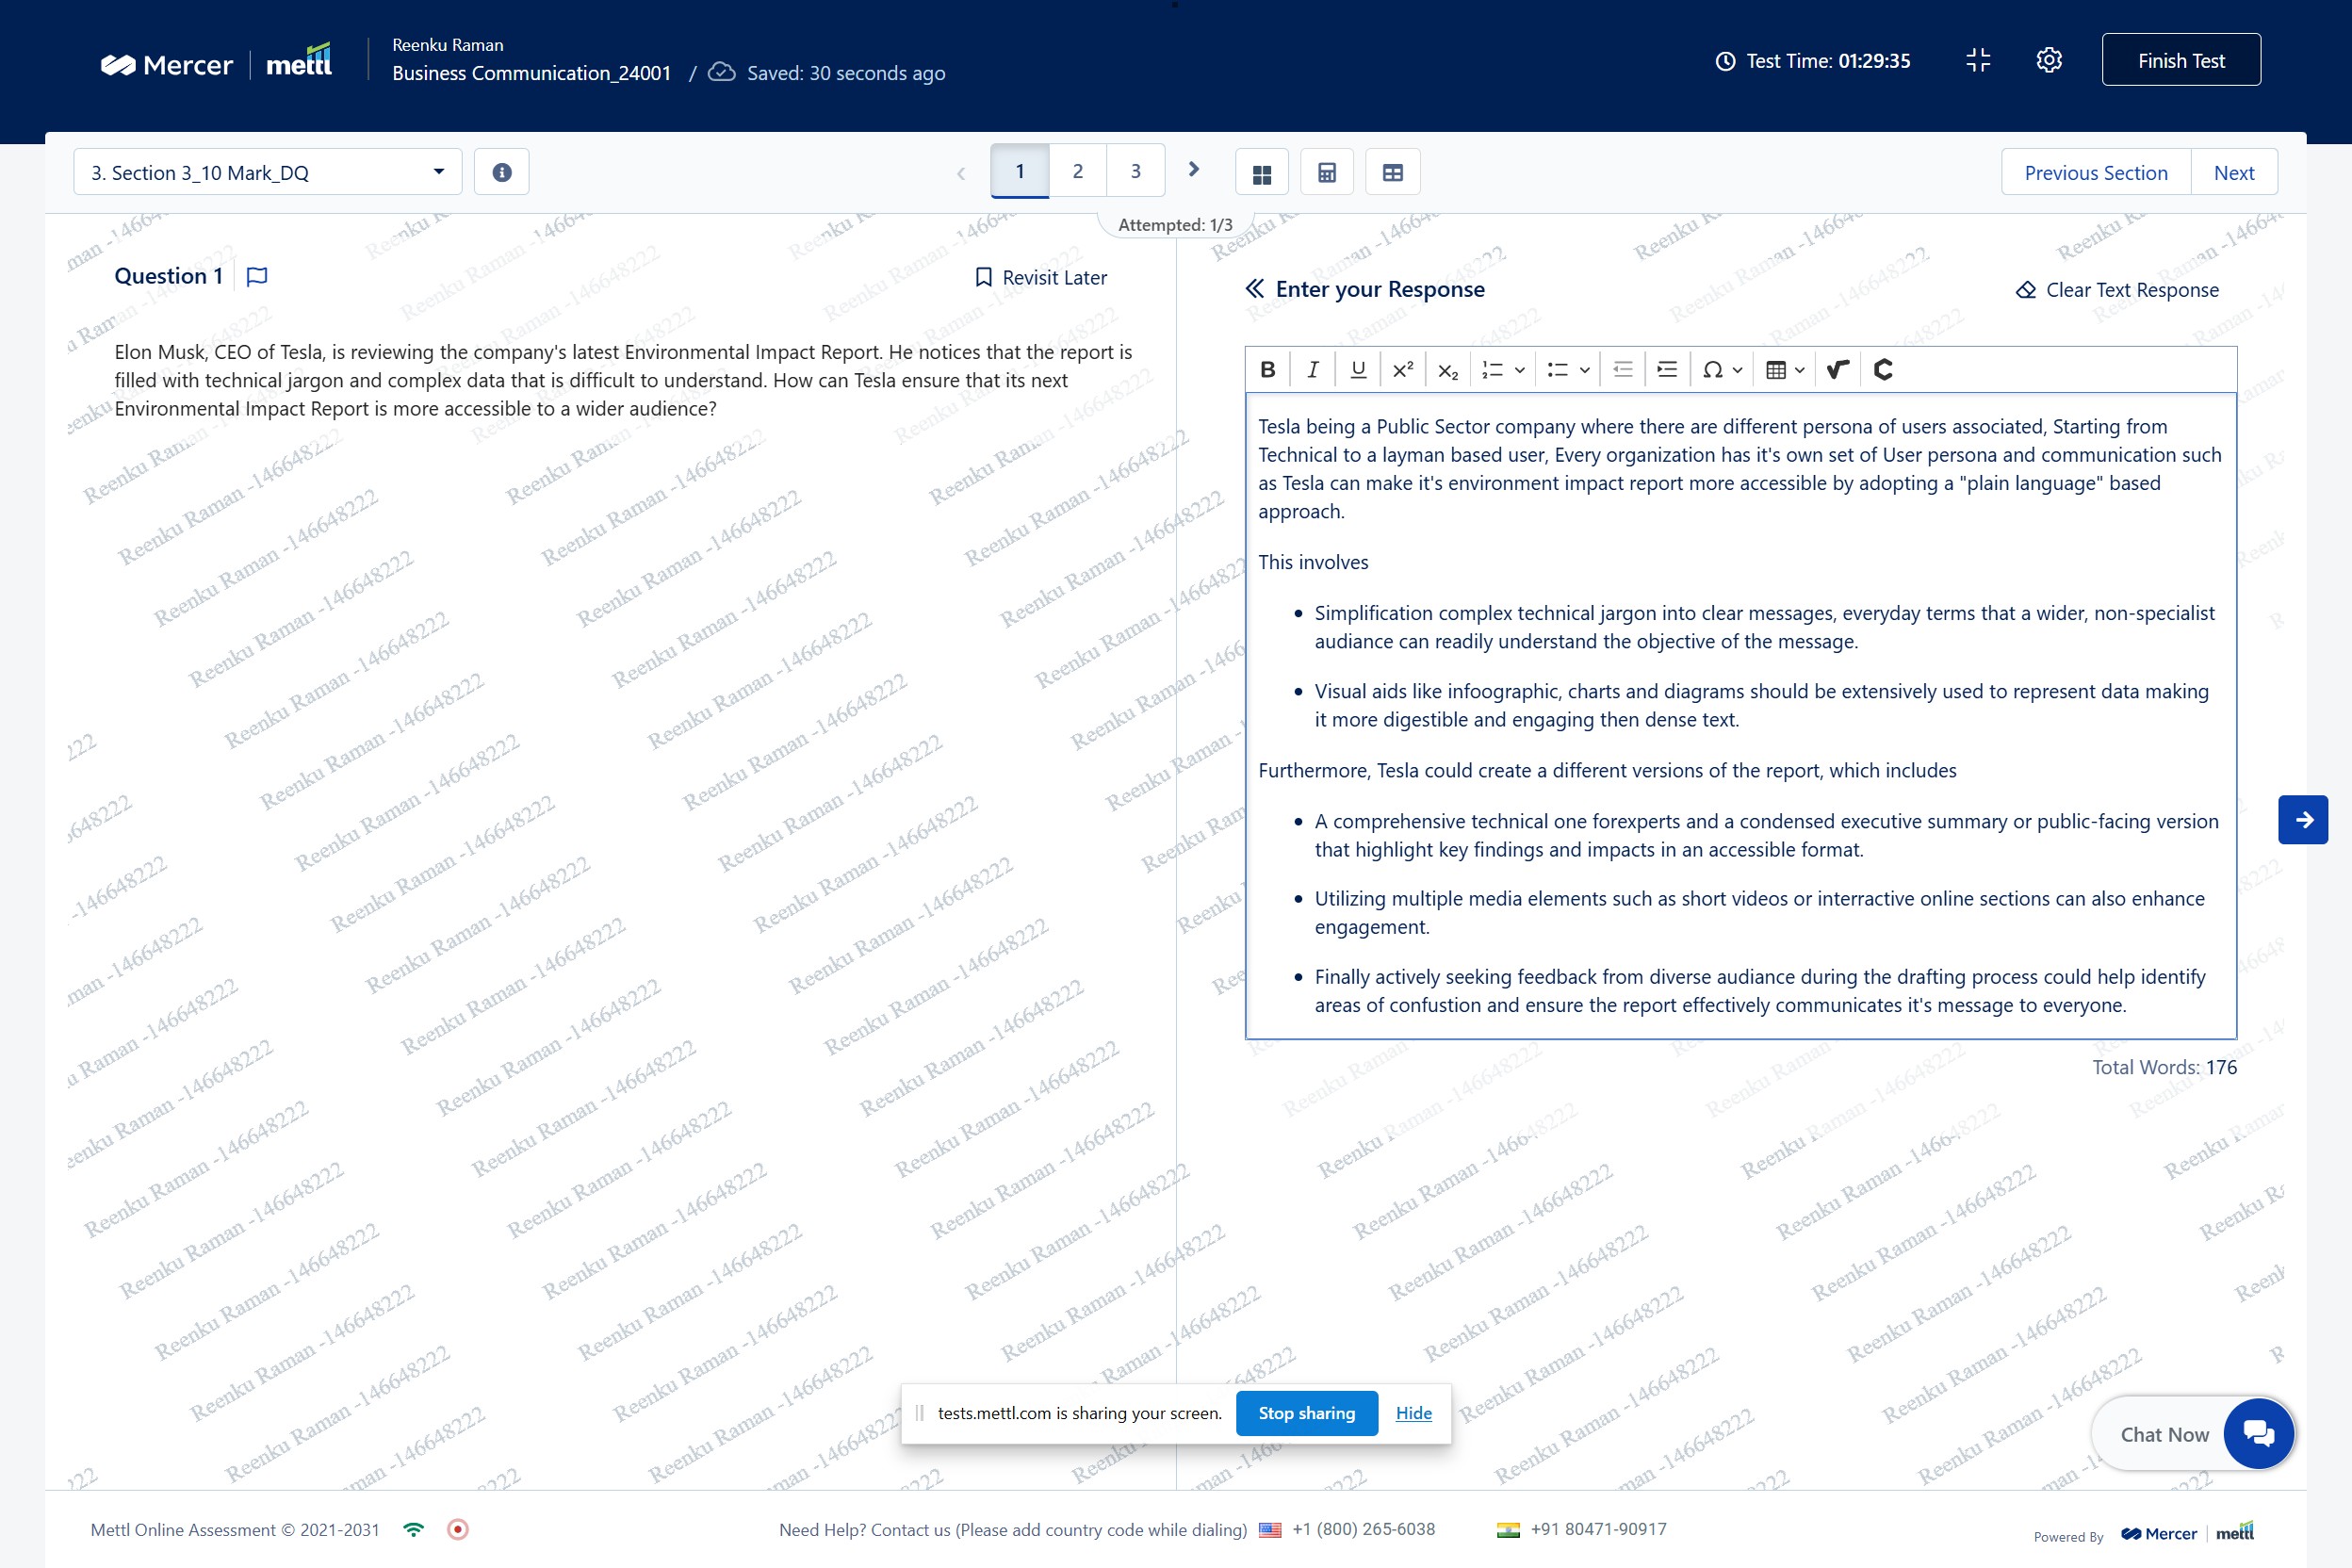 Mercer | mettl
Reenku Raman
Business Communication_24001 / Saved: 30 seconds ago
Test Time: 01:29:35
Finish Test
3. Section 3_10 Mark_DQ
1 2 3
Previous Section
Next
Attempted: 1/3
Question 1
Revisit Later
Elon Musk, CEO of Tesla, is reviewing the company's latest Environmental Impact Report. He notices that the report is
filled with technical jargon and complex data that is difficult to understand. How can Tesla ensure that its next
Environmental Impact Report is more accessible to a wider audience?
Enter your Response
Clear Text Response
B I U x² x₂ Ω
Tesla being a Public Sector company where there are different persona of users associated, Starting from
Technical to a layman based user, Every organization has it's own set of User persona and communication such
as Tesla can make it's environment impact report more accessible by adopting a "plain language" based
approach.
This involves
• Simplification complex technical jargon into clear messages, everyday terms that a wider, non-specialist
audiance can readily understand the objective of the message.
• Visual aids like infoographic, charts and diagrams should be extensively used to represent data making
it more digestible and engaging then dense text.
Furthermore, Tesla could create a different versions of the report, which includes
• A comprehensive technical one forexperts and a condensed executive summary or public-facing version
that highlight key findings and impacts in an accessible format.
• Utilizing multiple media elements such as short videos or interractive online sections can also enhance
engagement.
• Finally actively seeking feedback from diverse audience during the drafting process could help identify
areas of confustion and ensure the report effectively communicates it's message to everyone.
Total Words: 176
Reenku Raman -146648222
tests.mettl.com is sharing your screen.
Stop sharing
Hide
Chat Now
Mettl Online Assessment © 2021-2031
Need Help? Contact us (Please add country code while dialing) +1 (800) 265-6038 +91 80471-90917
Powered By Mercer | mettl